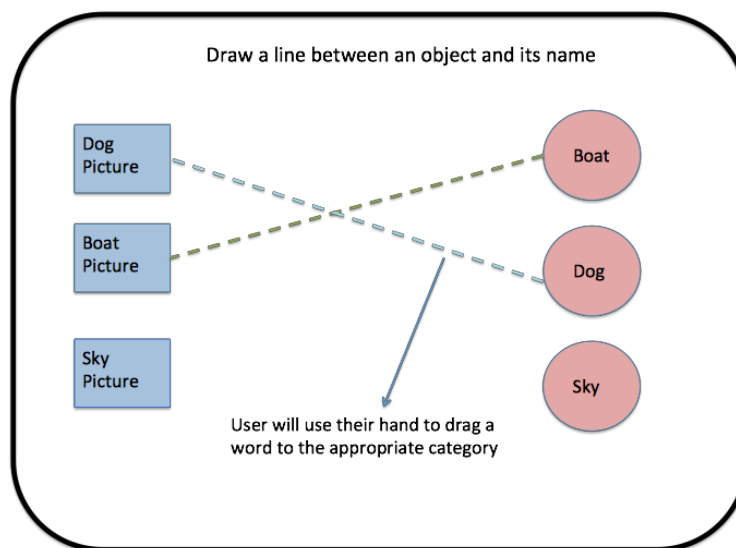 Draw a line between an object and its name
Dog
Picture
Boat
Boat
Picture
Dog
Sky
Picture
Sky
User will use their hand to drag a
word to the appropriate category